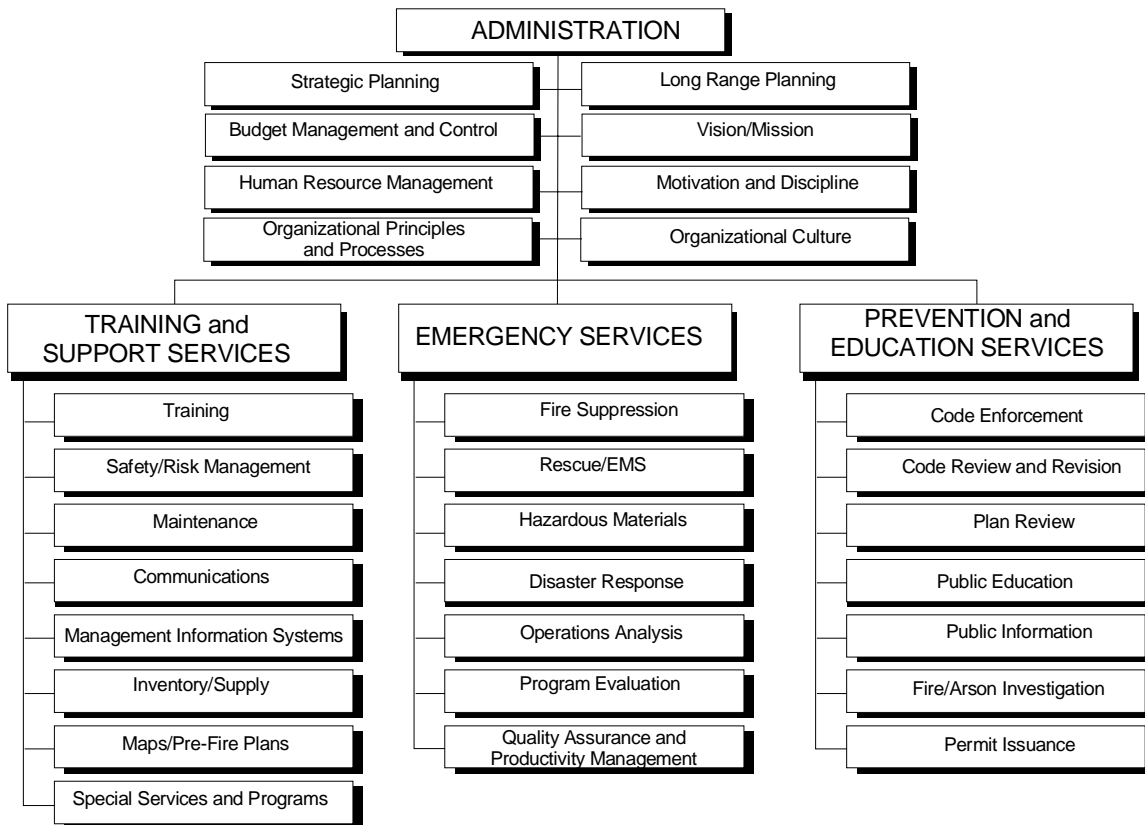 ADMINISTRATION
Strategic Planning
Long Range Planning
Budget Management and Control
Vision/Mission
Human Resource Management
Motivation and Discipline
Organizational Principles
and Processes
Organizational Culture
TRAINING and
SUPPORT SERVICES
Training
Safety/Risk Management
Maintenance
Communications
Management Information Systems
Inventory/Supply
Maps/Pre-Fire Plans
Special Services and Programs
EMERGENCY SERVICES
Fire Suppression
Rescue/EMS
Hazardous Materials
Disaster Response
Operations Analysis
Program Evaluation
Quality Assurance and
Productivity Management
PREVENTION and
EDUCATION SERVICES
Code Enforcement
Code Review and Revision
Plan Review
Public Education
Public Information
Fire/Arson Investigation
Permit Issuance